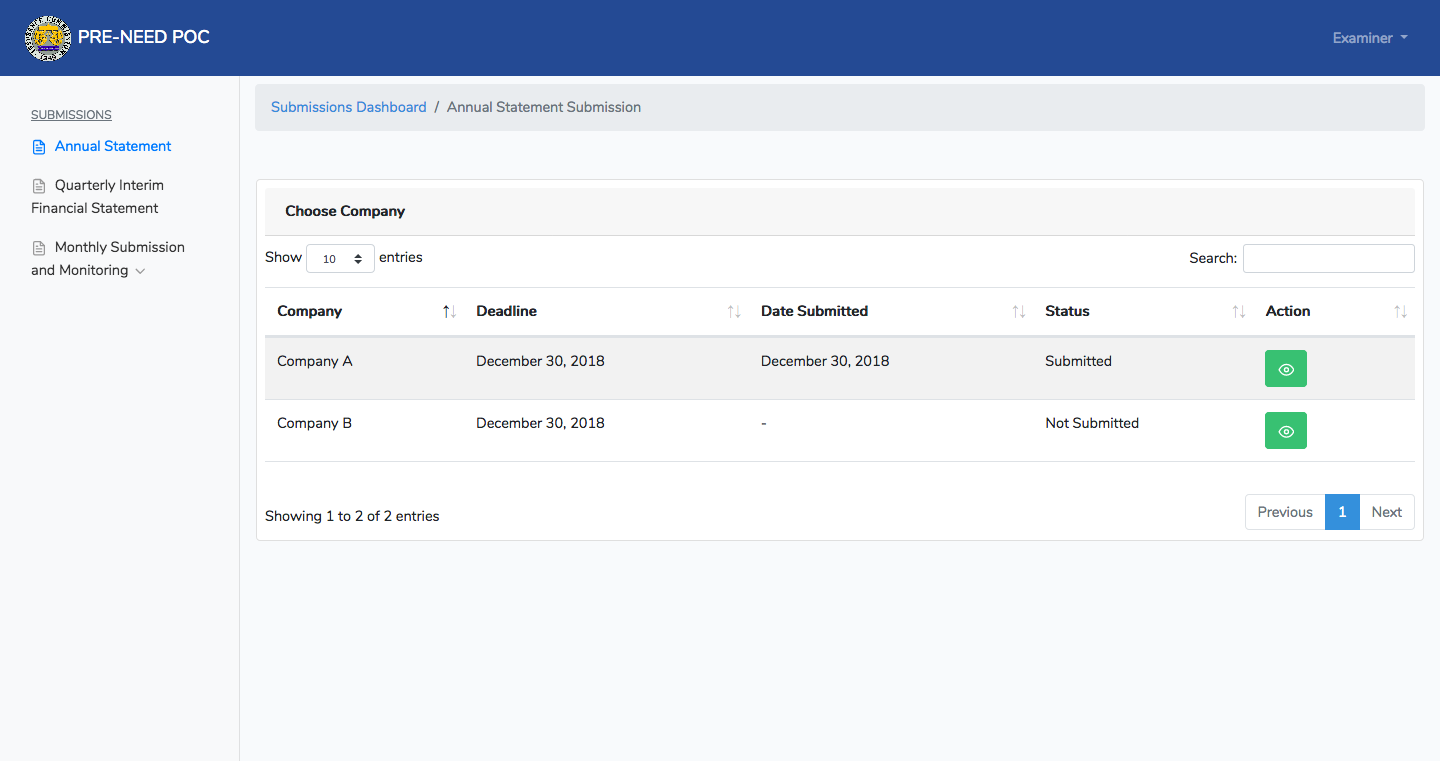 PRE-NEED POC
Examiner
SUBMISSIONS
Annual Statement
Quarterly Interim
Financial Statement
Monthly Submission
and Monitoring
Submissions Dashboard / Annual Statement Submission
Choose Company
Show 10 entries
Search:
Company Deadline Date Submitted Status Action
Company A December 30, 2018 December 30, 2018 Submitted
Company B December 30, 2018 - Not Submitted
Showing 1 to 2 of 2 entries
Previous 1 Next